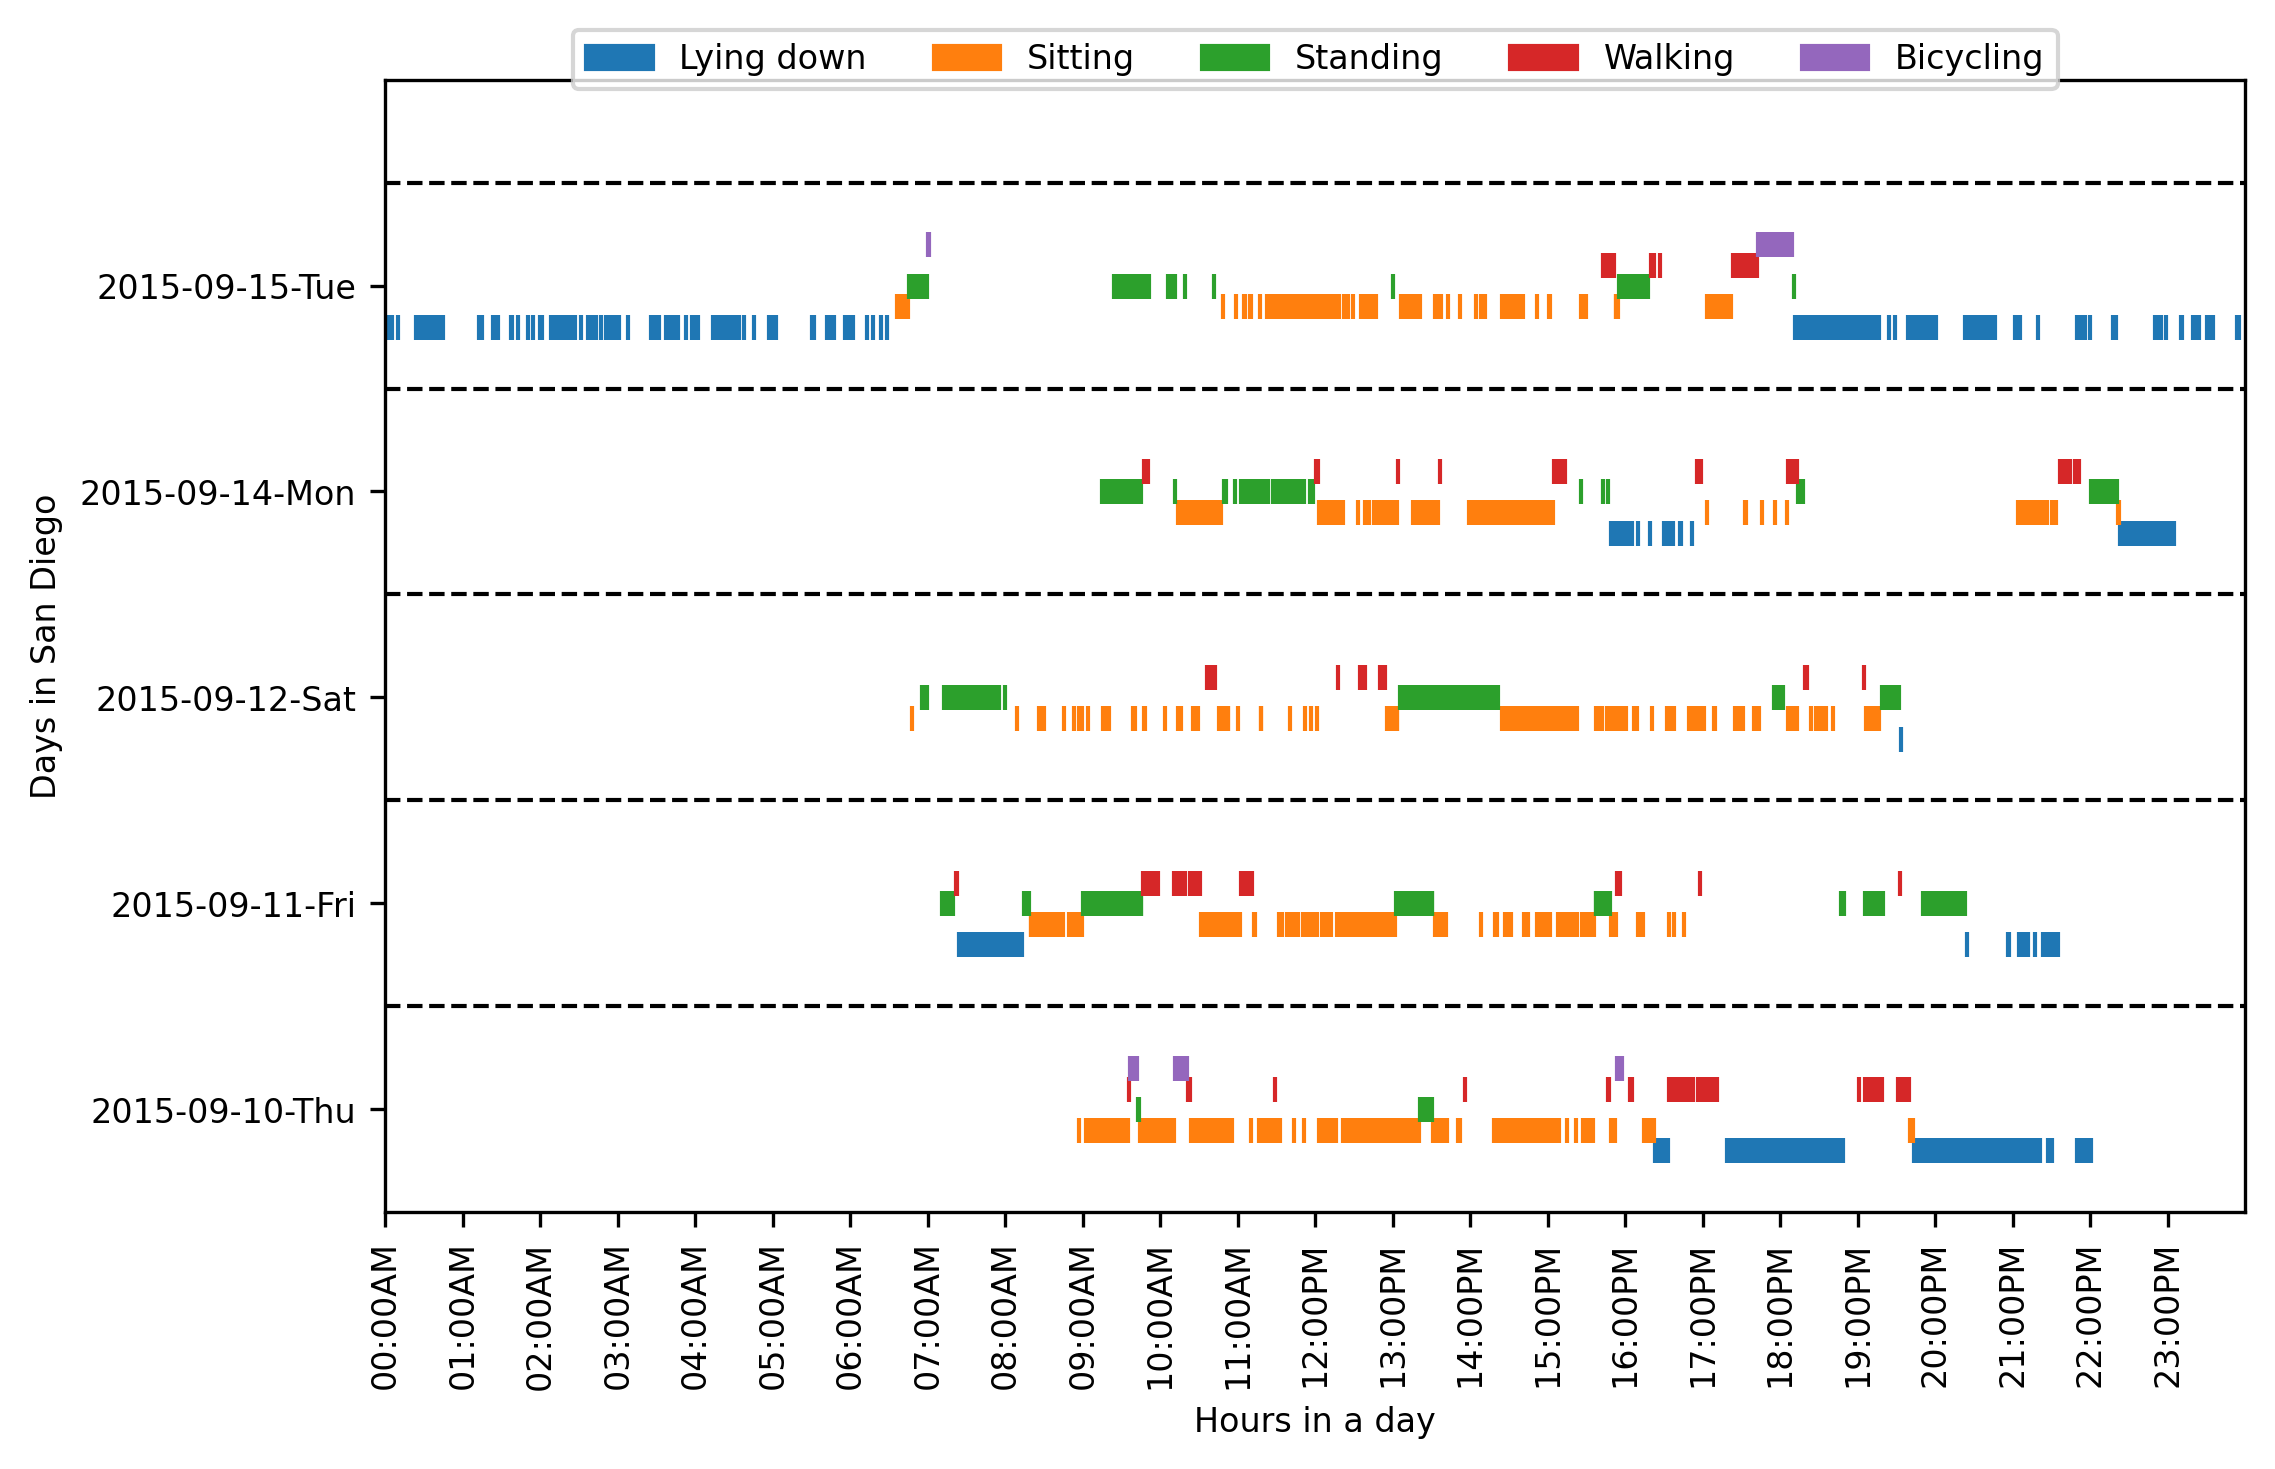 Lying down Sitting Standing Walking Bicycling
Days in San Diego
2015-09-15-Tue
2015-09-14-Mon
2015-09-12-Sat
2015-09-11-Fri
2015-09-10-Thu
00:00AM
01:00AM
02:00AM
03:00AM
04:00AM
05:00AM
06:00AM
07:00AM
08:00AM
09:00AM
10:00AM
11:00AM
12:00PM
13:00PM
14:00PM
15:00PM
16:00PM
17:00PM
18:00PM
19:00PM
20:00PM
21:00PM
22:00PM
23:00PM
Hours in a day